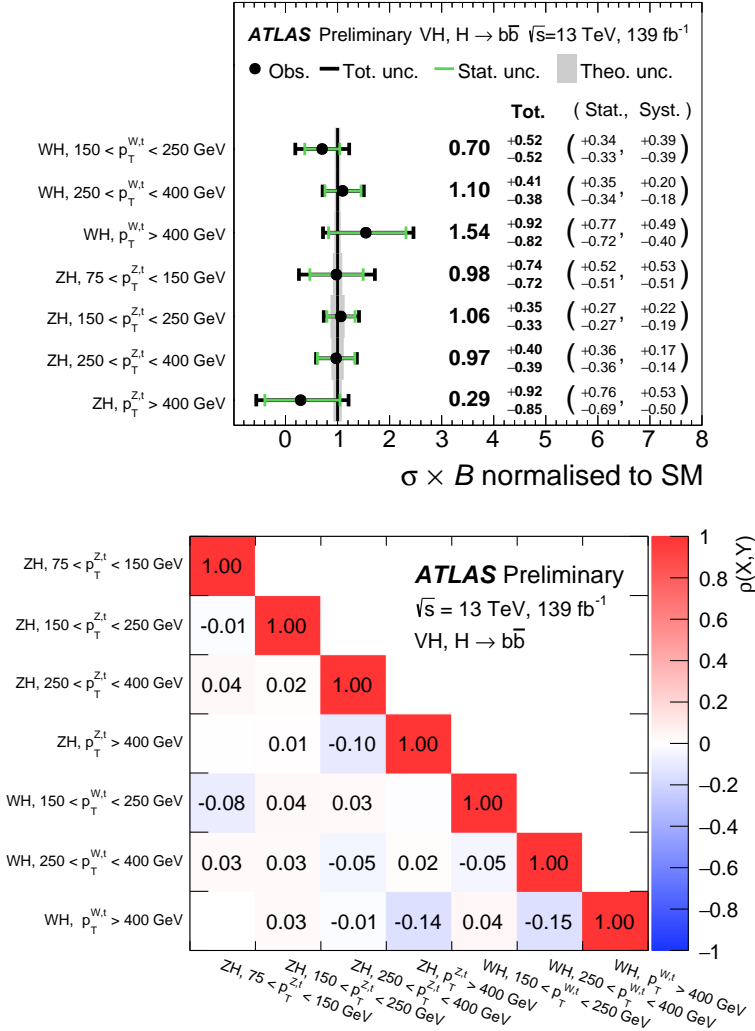 ATLAS Preliminary VH, H → bb̅ √s=13 TeV, 139 fb⁻¹
Obs. Tot. unc. Stat. unc. Theo. unc.
Tot. ( Stat., Syst. )
WH, 150 < p_T^{W,t} < 250 GeV 0.70 +0.52 −0.52 ( +0.34 −0.33 , +0.39 −0.39 )
WH, 250 < p_T^{W,t} < 400 GeV 1.10 +0.41 −0.38 ( +0.35 −0.34 , +0.20 −0.18 )
WH, p_T^{W,t} > 400 GeV 1.54 +0.92 −0.82 ( +0.77 −0.72 , +0.49 −0.40 )
ZH, 75 < p_T^{Z,t} < 150 GeV 0.98 +0.74 −0.72 ( +0.52 −0.51 , +0.53 −0.51 )
ZH, 150 < p_T^{Z,t} < 250 GeV 1.06 +0.35 −0.33 ( +0.27 −0.27 , +0.22 −0.19 )
ZH, 250 < p_T^{Z,t} < 400 GeV 0.97 +0.40 −0.39 ( +0.36 −0.36 , +0.17 −0.14 )
ZH, p_T^{Z,t} > 400 GeV 0.29 +0.92 −0.85 ( +0.76 −0.69 , +0.53 −0.50 )
0 1 2 3 4 5 6 7 8
σ × B normalised to SM
ATLAS Preliminary
√s = 13 TeV, 139 fb⁻¹
VH, H → bb̅
ZH, 75 < p_T^{Z,t} < 150 GeV 1.00
ZH, 150 < p_T^{Z,t} < 250 GeV -0.01 1.00
ZH, 250 < p_T^{Z,t} < 400 GeV 0.04 0.02 1.00
ZH, p_T^{Z,t} > 400 GeV 0.01 -0.10 1.00
WH, 150 < p_T^{W,t} < 250 GeV -0.08 0.04 0.03 1.00
WH, 250 < p_T^{W,t} < 400 GeV 0.03 0.03 -0.05 0.02 -0.05 1.00
WH, p_T^{W,t} > 400 GeV 0.03 -0.01 -0.14 0.04 -0.15 1.00
ZH, 75 < p_T^{Z,t} < 150 GeV
ZH, 150 < p_T^{Z,t} < 250 GeV
ZH, 250 < p_T^{Z,t} < 400 GeV
ZH, p_T^{Z,t} > 400 GeV
WH, 150 < p_T^{W,t} < 250 GeV
WH, 250 < p_T^{W,t} < 400 GeV
WH, p_T^{W,t} > 400 GeV
1
0.8
0.6
0.4
0.2
0
−0.2
−0.4
−0.6
−0.8
−1
ρ(X,Y)